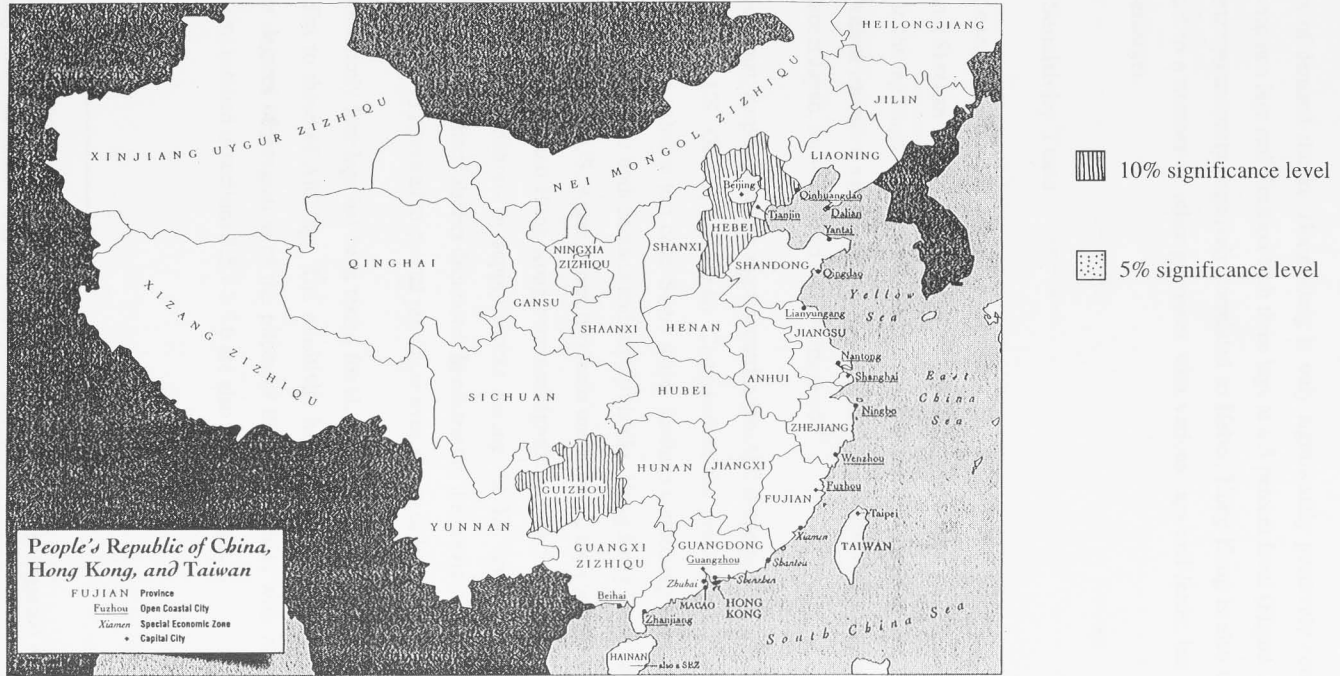 HEILONGJIANG
JILIN
XINJIANG UYGUR ZIZHIQU
NEI MONGOL ZIZHIQU
LIAONING
10% significance level
Beijing
Qinhuangdao
Tianjin
Dalian
HEBEI
Yantai
NINGXIA
ZIZHIQU
SHANXI
QINGHAI
SHANDONG
Qingdao
5% significance level
XIZANG ZIZHIQU
GANSU
Yellow
Sea
Lianyungang
SHAANXI
HENAN
JIANGSU
Nantong
Shanghai
ANHUI
East
China
Sea
SICHUAN
HUBEI
Ningbo
ZHEJIANG
Wenzhou
HUNAN
JIANGXI
GUIZHOU
FUJIAN
Fuzhou
YUNNAN
Taipei
Xiamen
TAIWAN
GUANGXI
ZIZHIQU
GUANGDONG
Guangzhou
Shantou
Zhuhai
Shenzhen
MACAO
HONG
KONG
Beihai
Zhanjiang
South China Sea
HAINAN
also a SEZ
People's Republic of China,
Hong Kong, and Taiwan
FUJIAN Province
Fuzhou Open Coastal City
Xiamen Special Economic Zone
Capital City